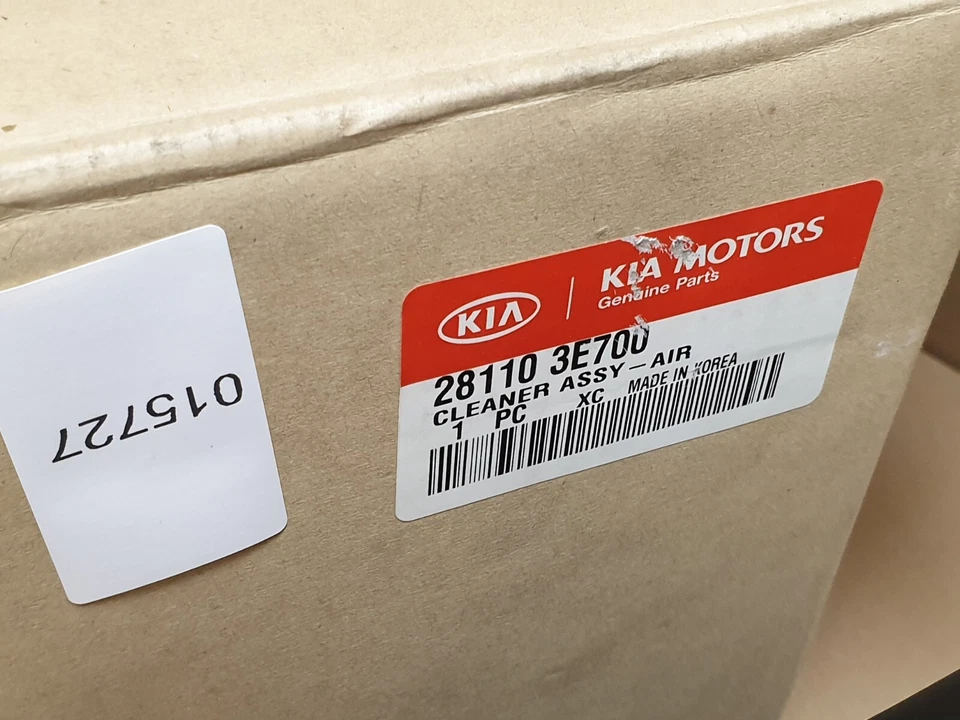 015727
KIA
KIA MOTORS
Genuine Parts
28110 3E700
CLEANER ASSY-AIR
1 PC XC MADE IN KOREA